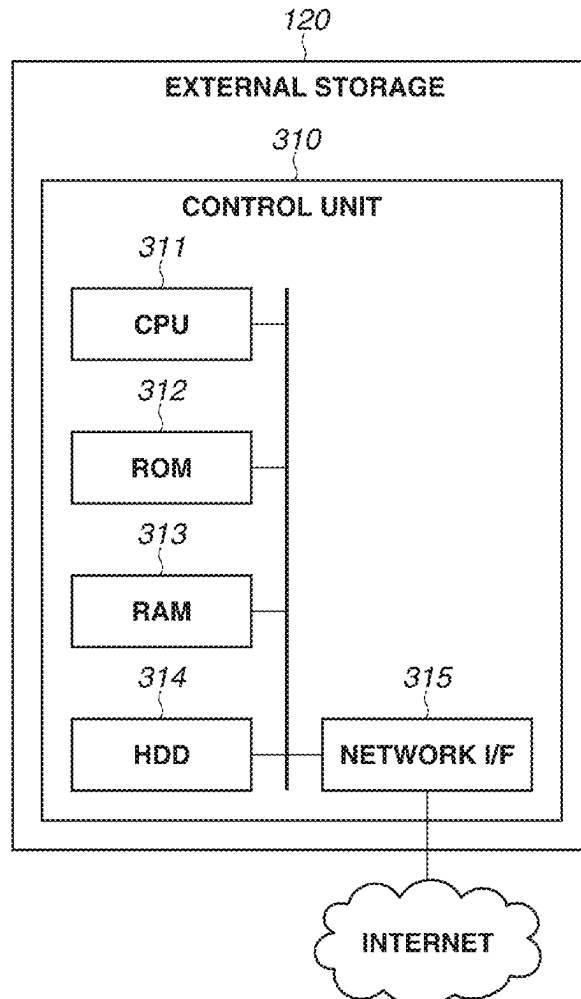 120
EXTERNAL STORAGE
310
CONTROL UNIT
311
CPU
312
ROM
313
RAM
314
HDD
315
NETWORK I/F
INTERNET